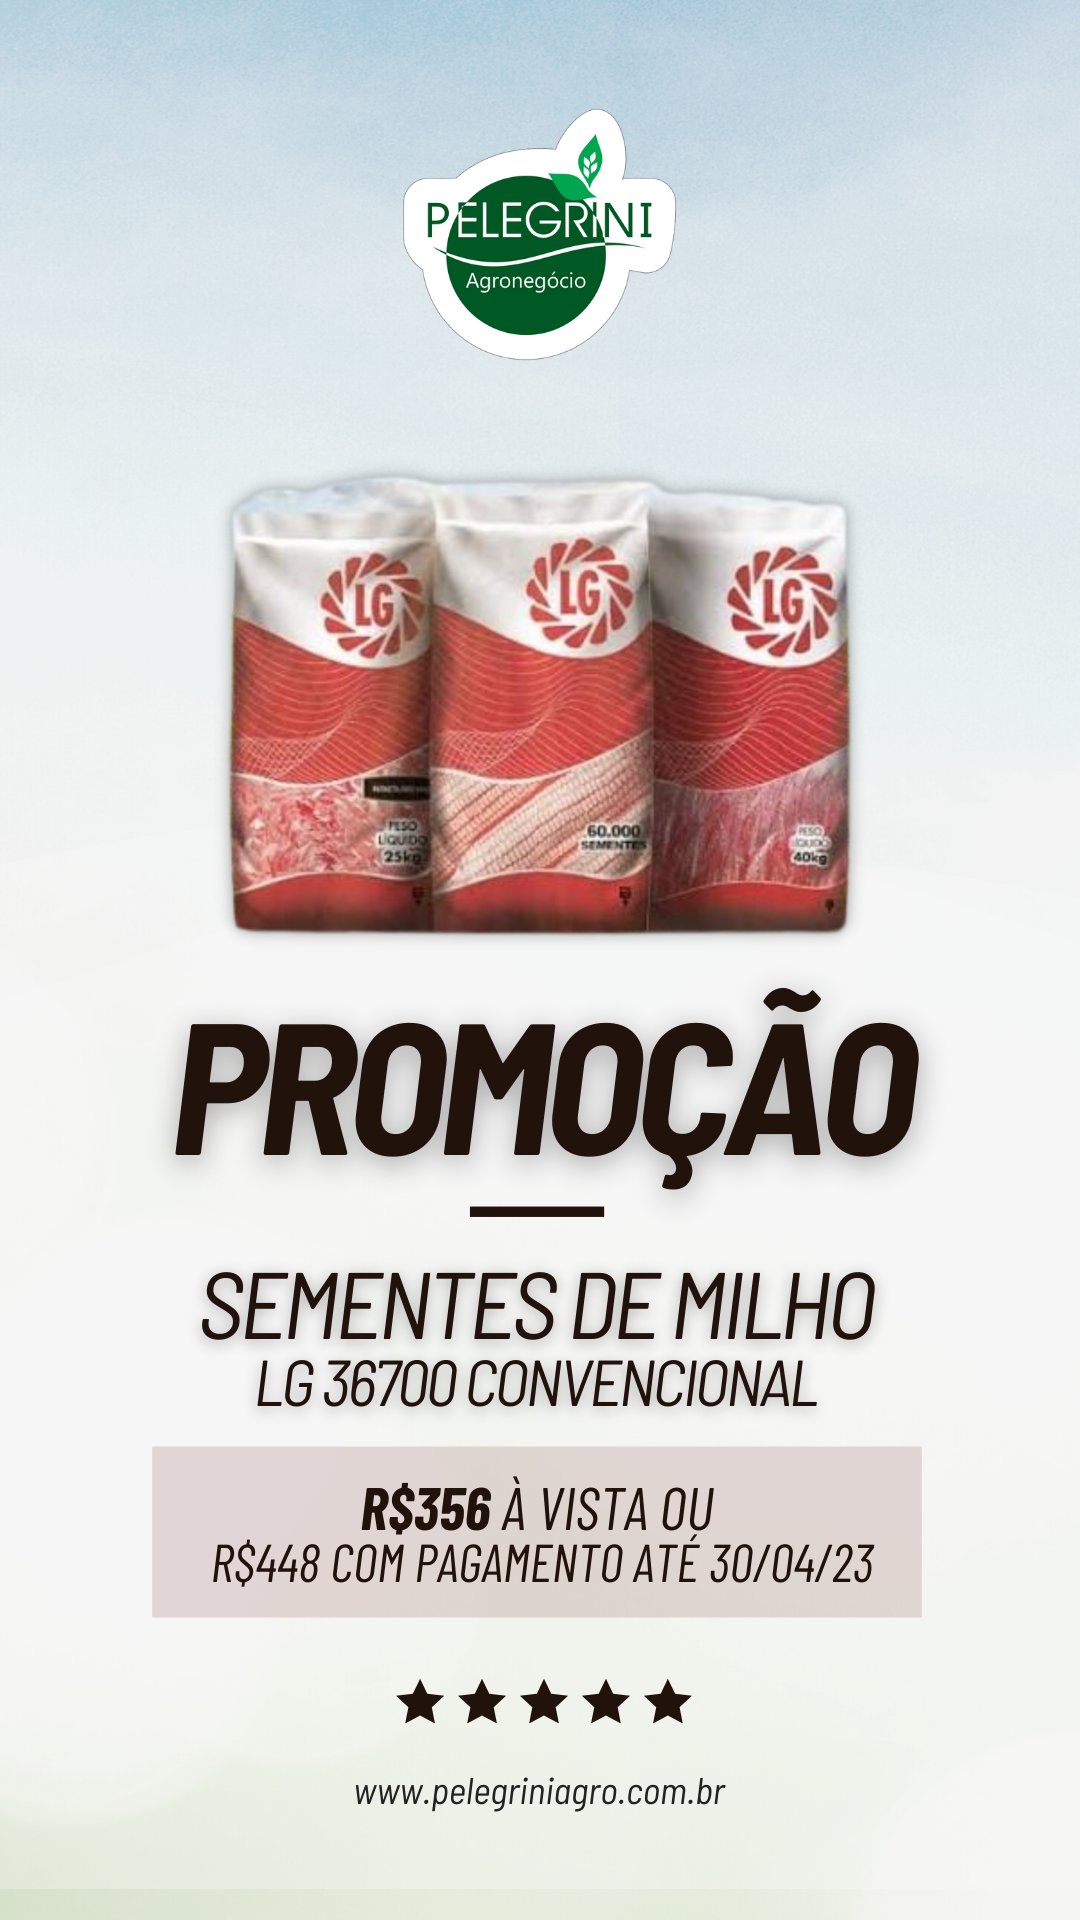 PELEGRINI
Agronegócio
LG
LG
LG
PESO
LÍQUIDO
25kg
60.000
SEMENTES
PESO
40kg
PROMOÇÃO
SEMENTES DE MILHO
LG 36700 CONVENCIONAL
R$356 À VISTA OU
R$448 COM PAGAMENTO ATÉ 30/04/23
www.pelegriniagro.com.br